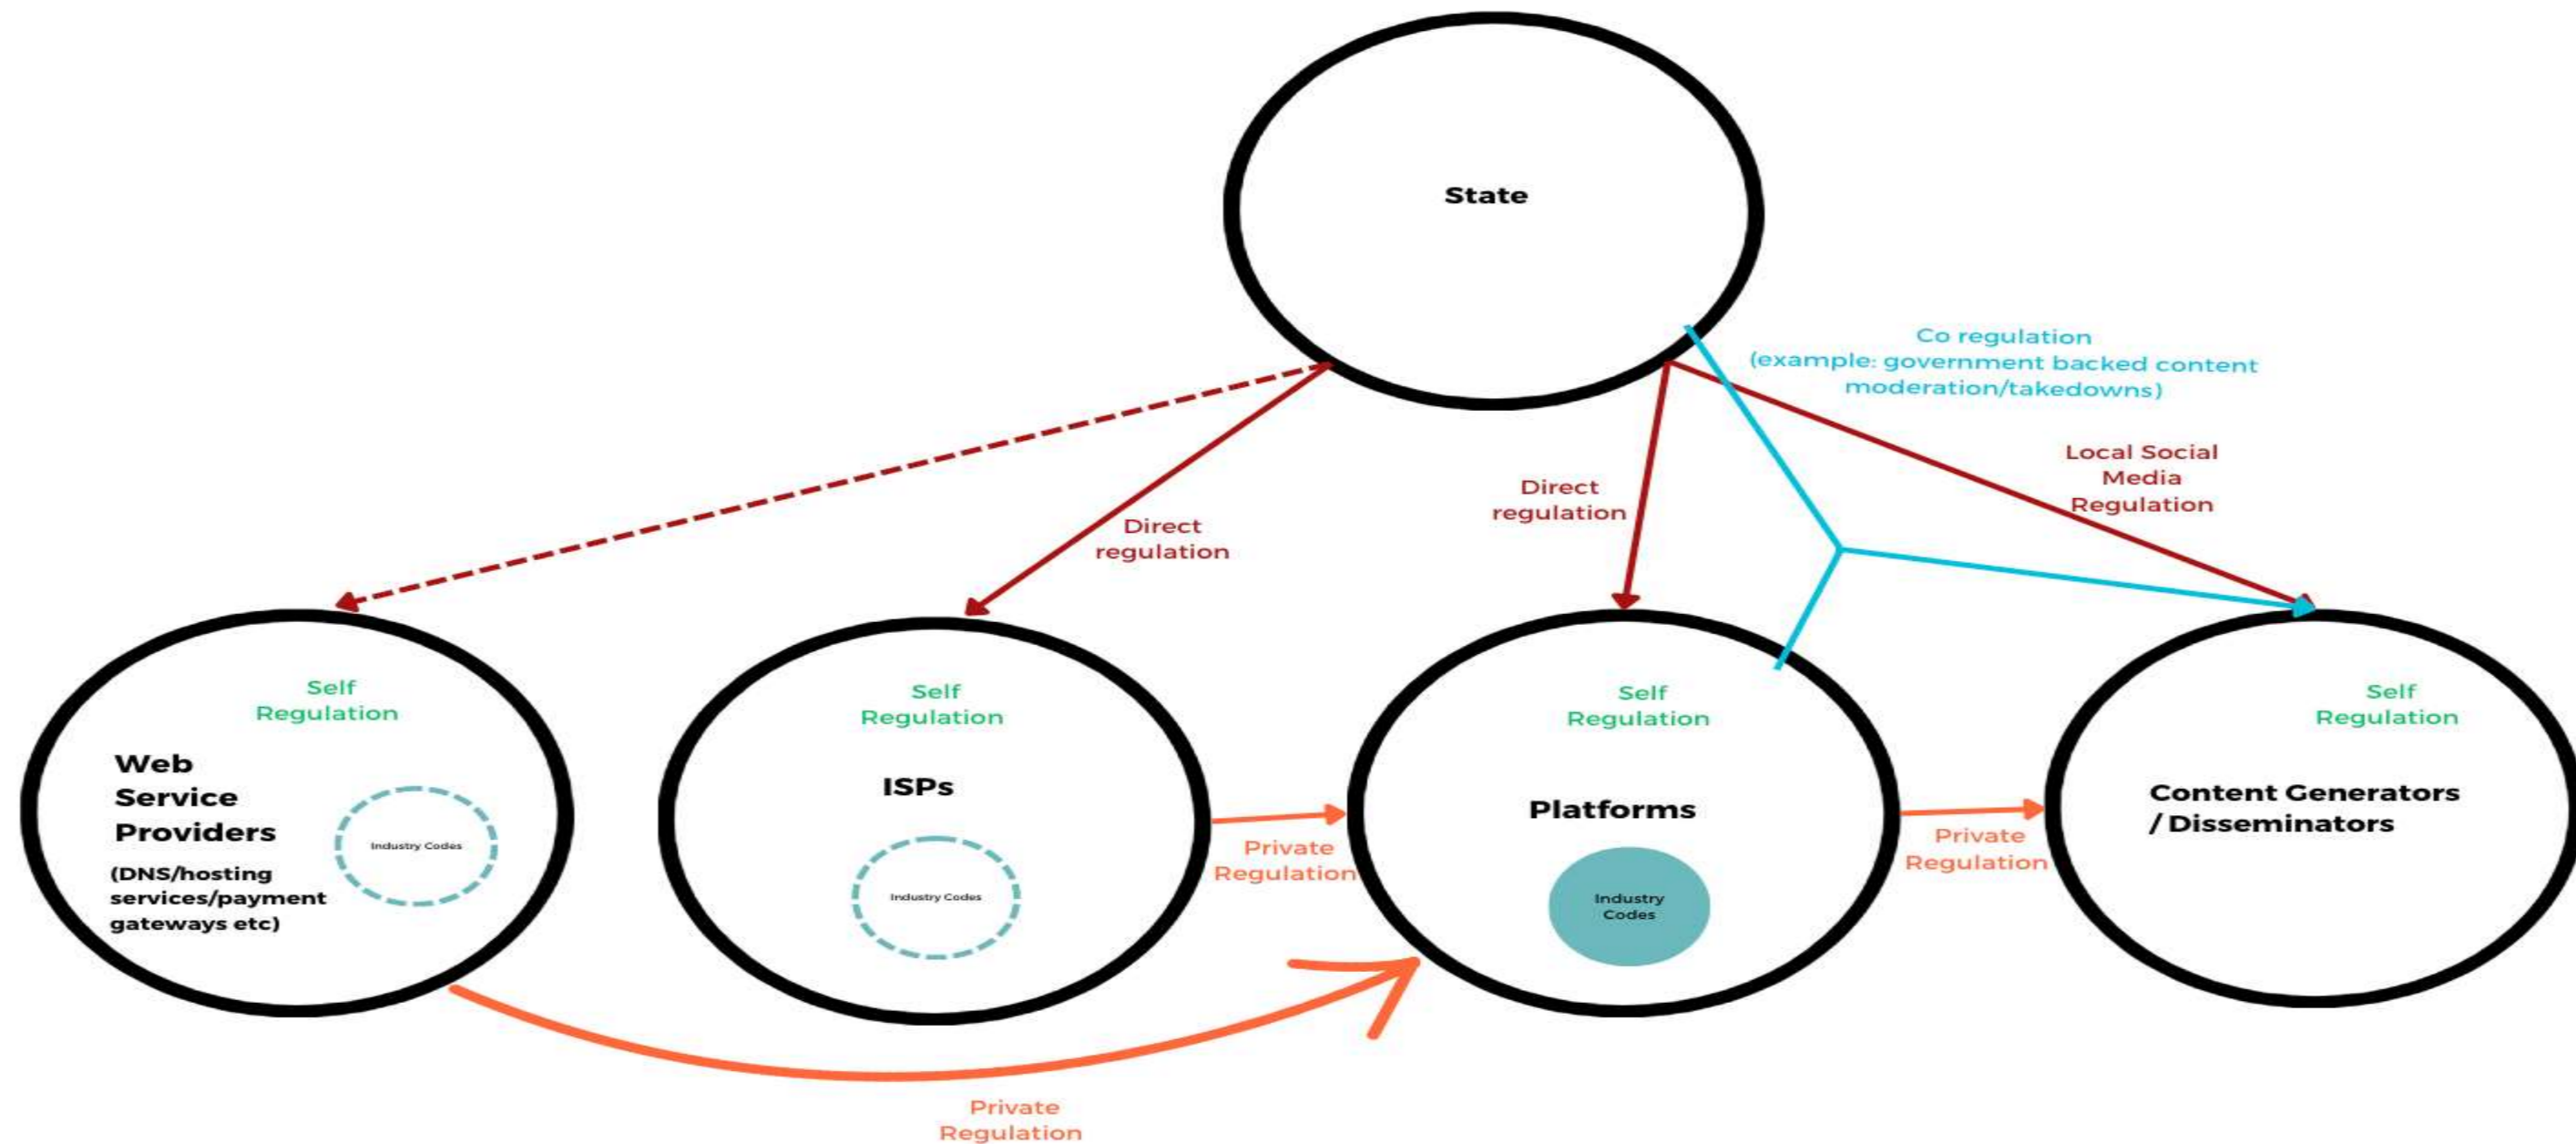 State
Co regulation
(example: government backed content
moderation/takedowns)
Local Social
Media
Regulation
Direct
regulation
Direct
regulation
Self
Regulation
Web
Service
Providers
(DNS/hosting
services/payment
gateways etc)
Industry Codes
Self
Regulation
ISPs
Industry Codes
Private
Regulation
Self
Regulation
Platforms
Industry
Codes
Private
Regulation
Self
Regulation
Content Generators
/ Disseminators
Private
Regulation